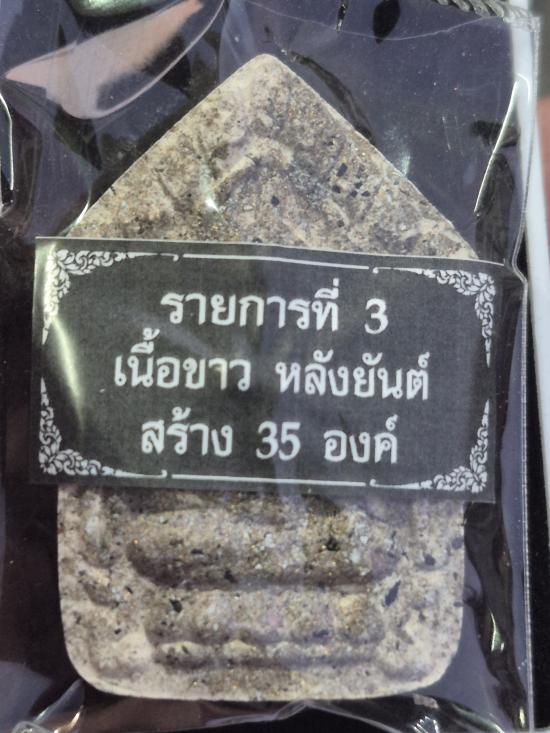 รายการที่ 3
เนื้อขาว หลังยันต์
สร้าง 35 องค์